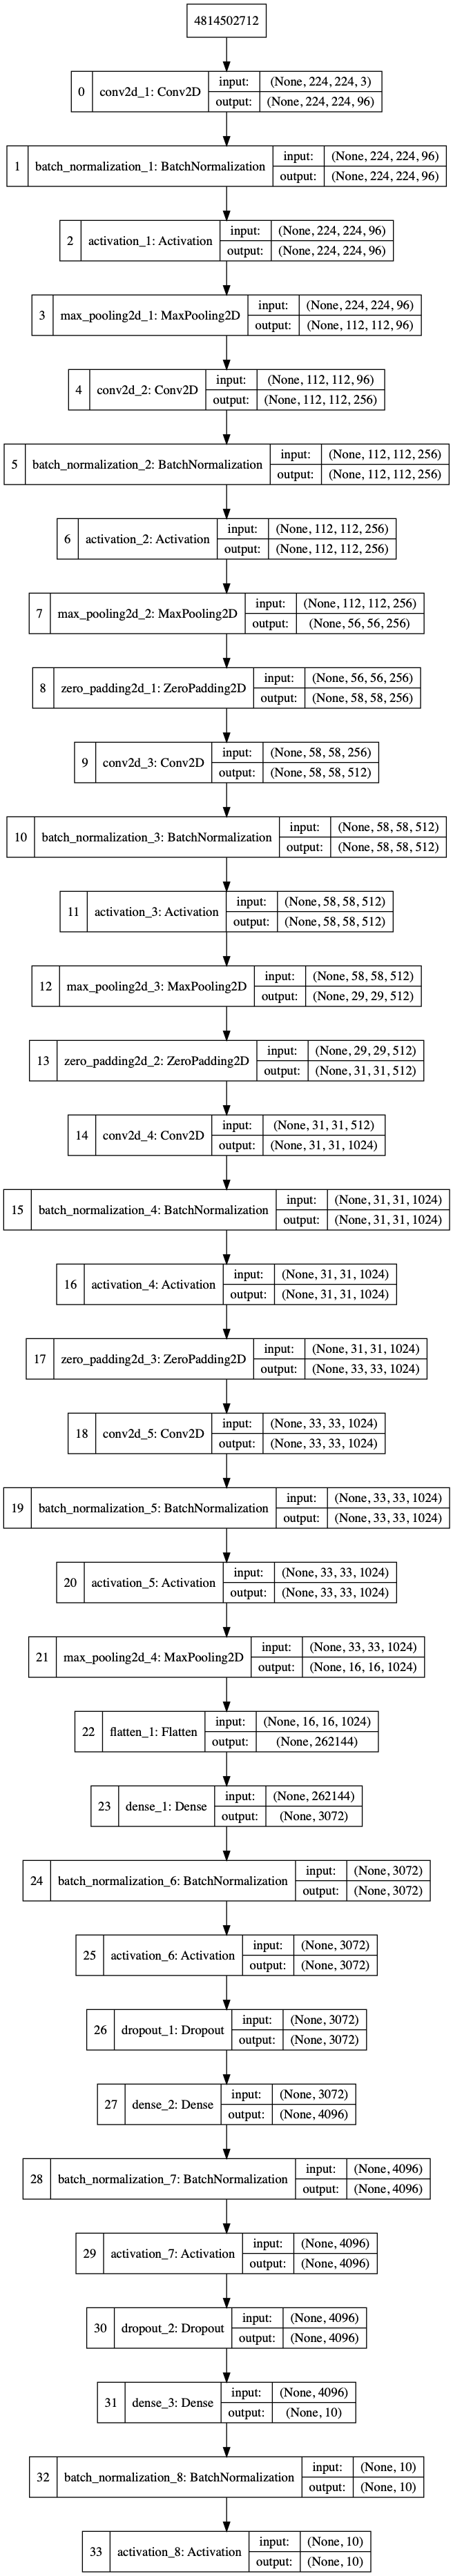 4814502712
0 conv2d_1: Conv2D input: (None, 224, 224, 3)
output: (None, 224, 224, 96)
1 batch_normalization_1: BatchNormalization input: (None, 224, 224, 96)
output: (None, 224, 224, 96)
2 activation_1: Activation input: (None, 224, 224, 96)
output: (None, 224, 224, 96)
3 max_pooling2d_1: MaxPooling2D input: (None, 224, 224, 96)
output: (None, 112, 112, 96)
4 conv2d_2: Conv2D input: (None, 112, 112, 96)
output: (None, 112, 112, 256)
5 batch_normalization_2: BatchNormalization input: (None, 112, 112, 256)
output: (None, 112, 112, 256)
6 activation_2: Activation input: (None, 112, 112, 256)
output: (None, 112, 112, 256)
7 max_pooling2d_2: MaxPooling2D input: (None, 112, 112, 256)
output: (None, 56, 56, 256)
8 zero_padding2d_1: ZeroPadding2D input: (None, 56, 56, 256)
output: (None, 58, 58, 256)
9 conv2d_3: Conv2D input: (None, 58, 58, 256)
output: (None, 58, 58, 512)
10 batch_normalization_3: BatchNormalization input: (None, 58, 58, 512)
output: (None, 58, 58, 512)
11 activation_3: Activation input: (None, 58, 58, 512)
output: (None, 58, 58, 512)
12 max_pooling2d_3: MaxPooling2D input: (None, 58, 58, 512)
output: (None, 29, 29, 512)
13 zero_padding2d_2: ZeroPadding2D input: (None, 29, 29, 512)
output: (None, 31, 31, 512)
14 conv2d_4: Conv2D input: (None, 31, 31, 512)
output: (None, 31, 31, 1024)
15 batch_normalization_4: BatchNormalization input: (None, 31, 31, 1024)
output: (None, 31, 31, 1024)
16 activation_4: Activation input: (None, 31, 31, 1024)
output: (None, 31, 31, 1024)
17 zero_padding2d_3: ZeroPadding2D input: (None, 31, 31, 1024)
output: (None, 33, 33, 1024)
18 conv2d_5: Conv2D input: (None, 33, 33, 1024)
output: (None, 33, 33, 1024)
19 batch_normalization_5: BatchNormalization input: (None, 33, 33, 1024)
output: (None, 33, 33, 1024)
20 activation_5: Activation input: (None, 33, 33, 1024)
output: (None, 33, 33, 1024)
21 max_pooling2d_4: MaxPooling2D input: (None, 33, 33, 1024)
output: (None, 16, 16, 1024)
22 flatten_1: Flatten input: (None, 16, 16, 1024)
output: (None, 262144)
23 dense_1: Dense input: (None, 262144)
output: (None, 3072)
24 batch_normalization_6: BatchNormalization input: (None, 3072)
output: (None, 3072)
25 activation_6: Activation input: (None, 3072)
output: (None, 3072)
26 dropout_1: Dropout input: (None, 3072)
output: (None, 3072)
27 dense_2: Dense input: (None, 3072)
output: (None, 4096)
28 batch_normalization_7: BatchNormalization input: (None, 4096)
output: (None, 4096)
29 activation_7: Activation input: (None, 4096)
output: (None, 4096)
30 dropout_2: Dropout input: (None, 4096)
output: (None, 4096)
31 dense_3: Dense input: (None, 4096)
output: (None, 10)
32 batch_normalization_8: BatchNormalization input: (None, 10)
output: (None, 10)
33 activation_8: Activation input: (None, 10)
output: (None, 10)